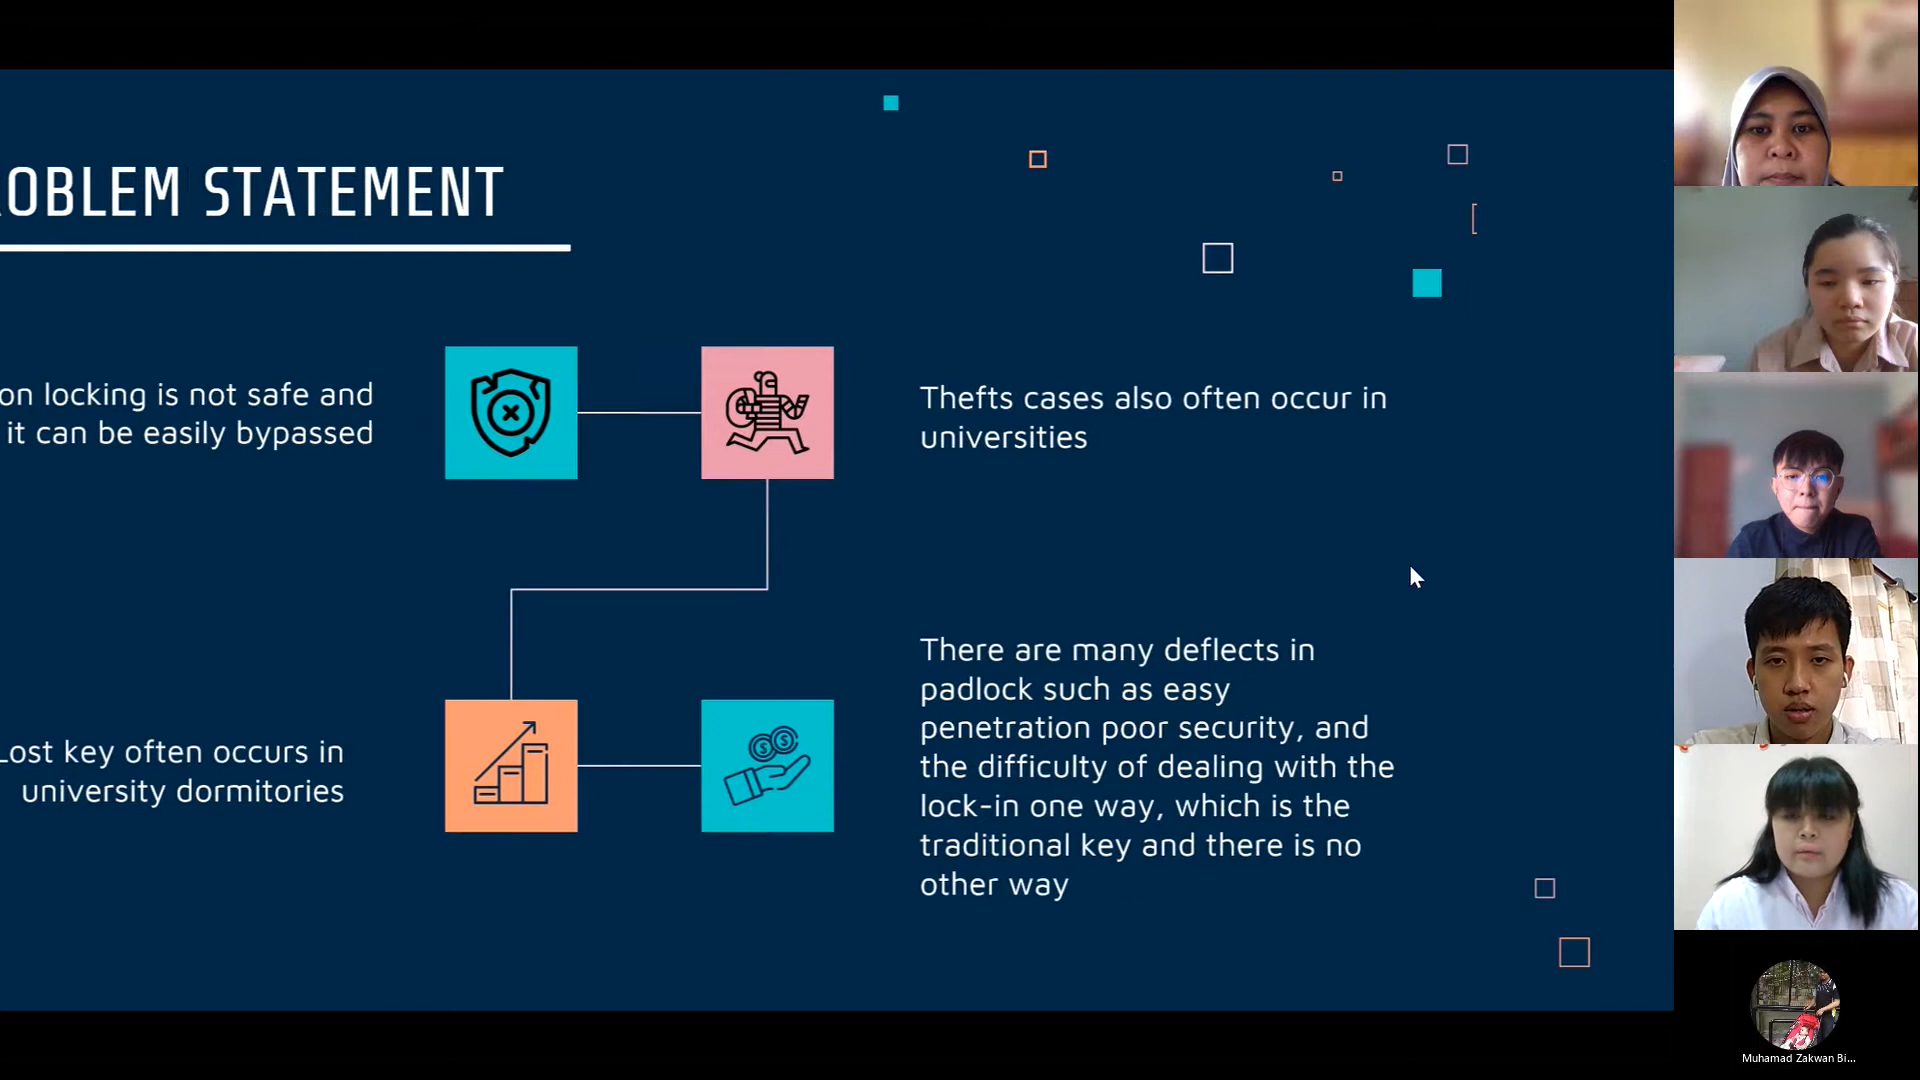 OBLEM STATEMENT
on locking is not safe and
it can be easily bypassed
Thefts cases also often occur in
universities
Lost key often occurs in
university dormitories
There are many deflects in
padlock such as easy
penetration poor security, and
the difficulty of dealing with the
lock-in one way, which is the
traditional key and there is no
other way
Muhamad Zakwan Bi...